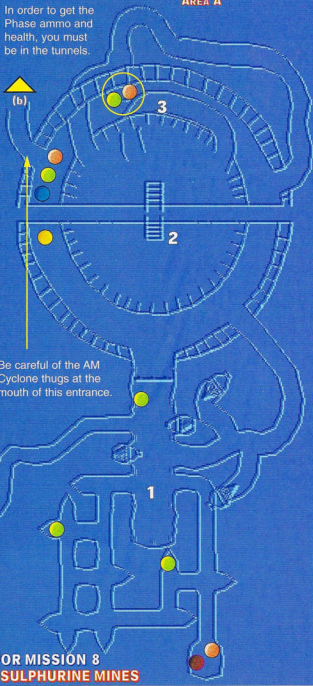 AREA A
In order to get the
Phase ammo and
health, you must
be in the tunnels.
(b)
3
2
Be careful of the AM
Cyclone thugs at the
mouth of this entrance.
1
OR MISSION 8
SULPHURINE MINES